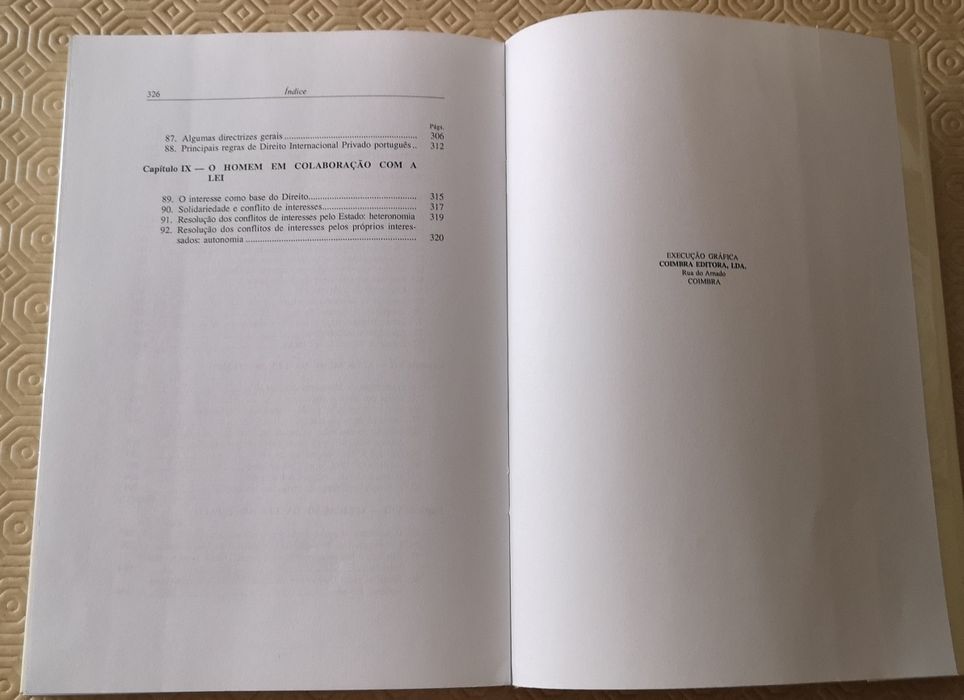 326
Índice
Págs.
87. Algumas directrizes gerais ........................................ 306
88. Principais regras de Direito Internacional Privado português .. 312
Capítulo IX — O HOMEM EM COLABORAÇÃO COM A
LEI
89. O interesse como base do Direito........................................ 315
90. Solidariedade e conflito de interesses................................... 317
91. Resolução dos conflitos de interesses pelo Estado: heteronomia 319
92. Resolução dos conflitos de interesses pelos próprios interes-
sados: autonomia ........................................................ 320
EXECUÇÃO GRÁFICA
COIMBRA EDITORA, LDA.
Rua do Arnado
COIMBRA